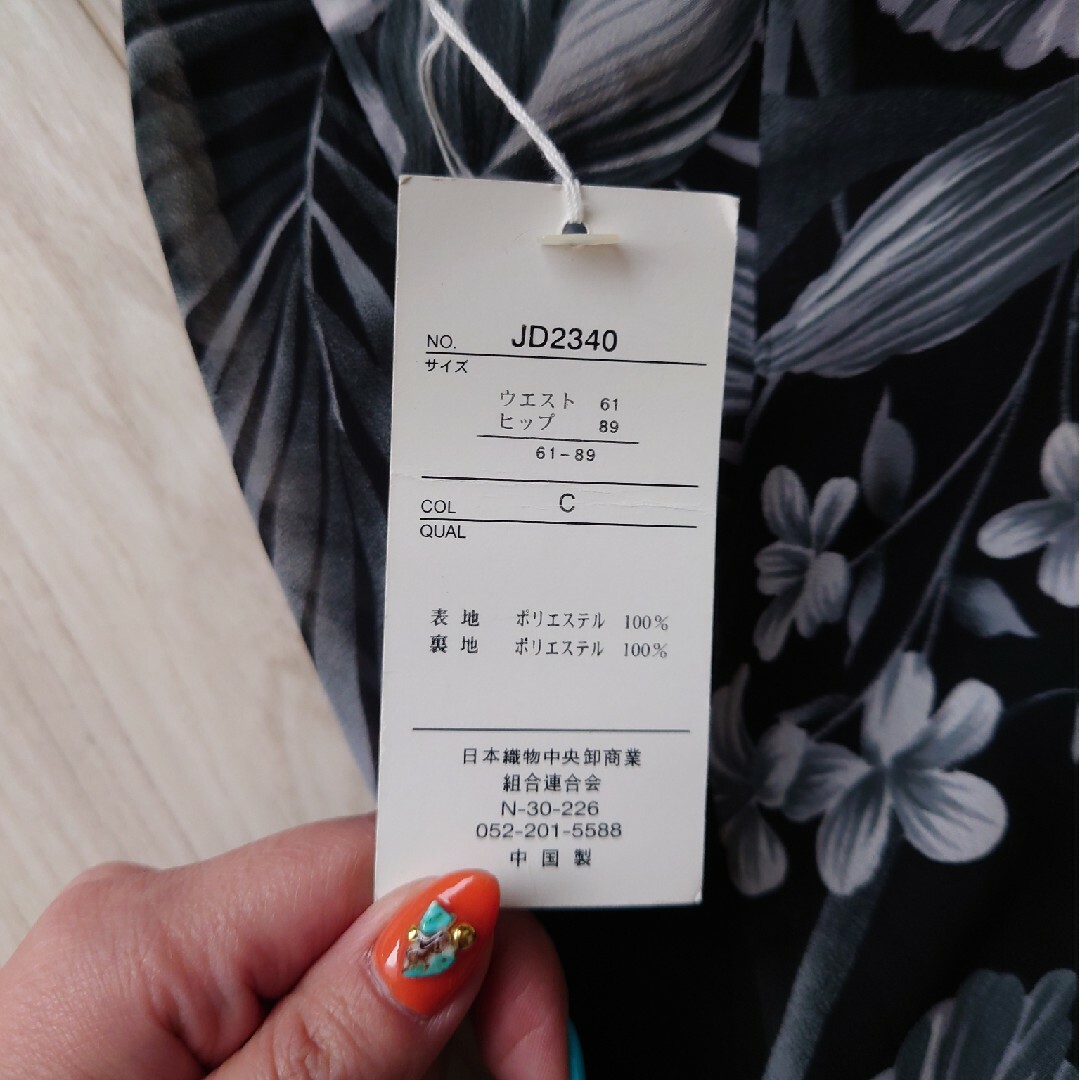 NO. JD2340
サイズ
ウエスト 61
ヒップ 89
61-89
COL C
QUAL
表地 ポリエステル 100%
裏地 ポリエステル 100%
日本織物中央卸商業
組合連合会
N-30-226
052-201-5588
中国製